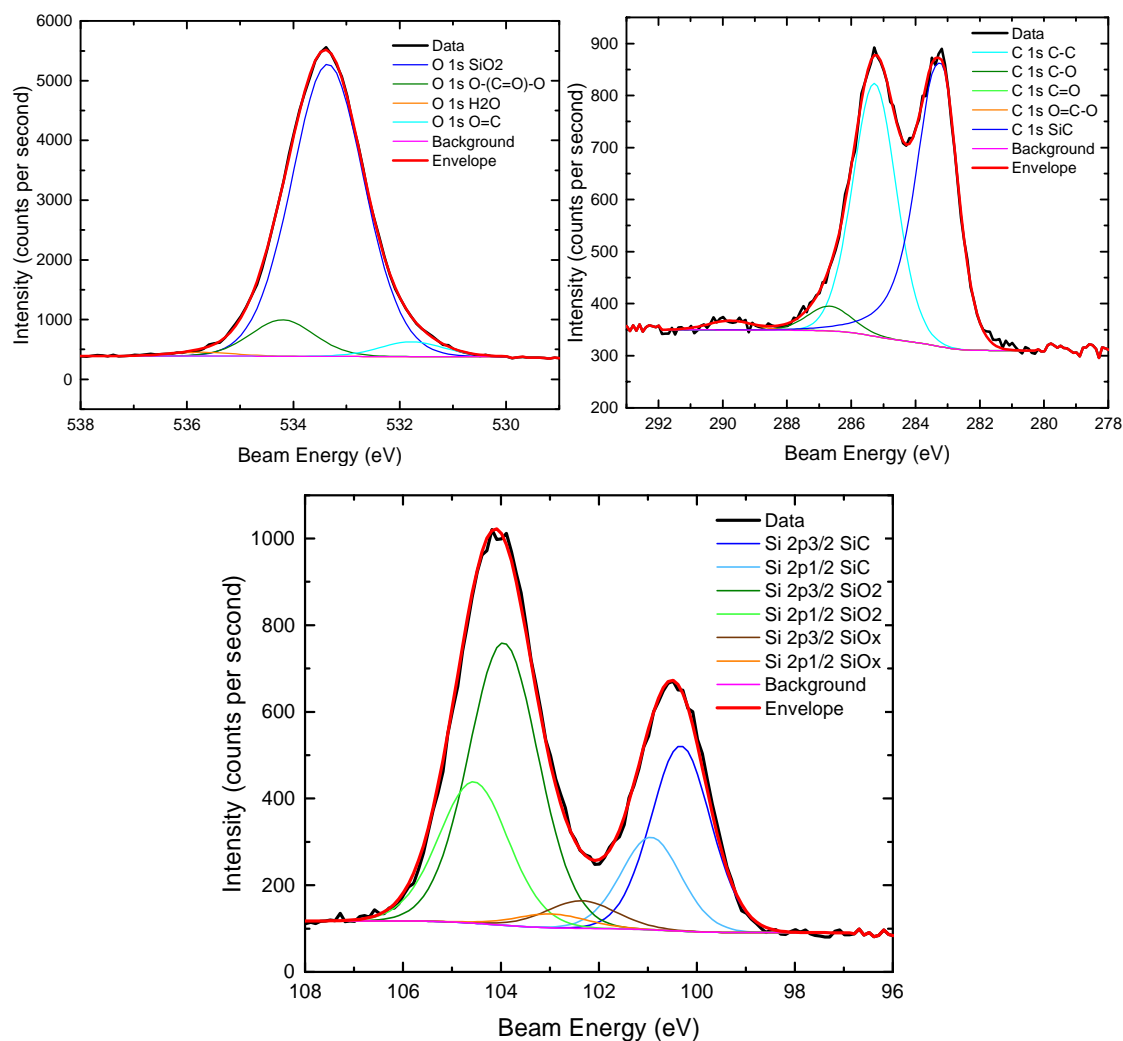 6000
5000
4000
3000
2000
1000
0
Intensity (counts per second)
Data
O 1s SiO2
O 1s O-(C=O)-O
O 1s H2O
O 1s O=C
Background
Envelope
538
536
534
532
530
Beam Energy (eV)
900
800
700
600
500
400
300
200
Intensity (counts per second)
Data
C 1s C-C
C 1s C-O
C 1s C=O
C 1s O=C-O
C 1s SiC
Background
Envelope
292
290
288
286
284
282
280
278
Beam Energy (eV)
1000
800
600
400
200
0
Intensity (counts per second)
Data
Si 2p3/2 SiC
Si 2p1/2 SiC
Si 2p3/2 SiO2
Si 2p1/2 SiO2
Si 2p3/2 SiOx
Si 2p1/2 SiOx
Background
Envelope
108
106
104
102
100
98
96
Beam Energy (eV)